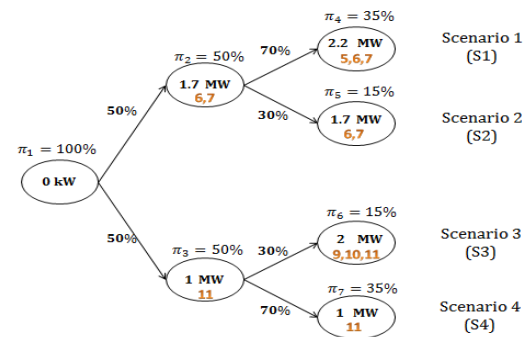 π₄ = 35%
2.2 MW
5,6,7
Scenario 1
(S1)
70%
π₂ = 50%
1.7 MW
6,7
π₅ = 15%
30%
1.7 MW
6,7
Scenario 2
(S2)
50%
π₁ = 100%
0 kW
50%
π₆ = 15%
2 MW
9,10,11
Scenario 3
(S3)
30%
π₃ = 50%
1 MW
11
π₇ = 35%
70%
1 MW
11
Scenario 4
(S4)